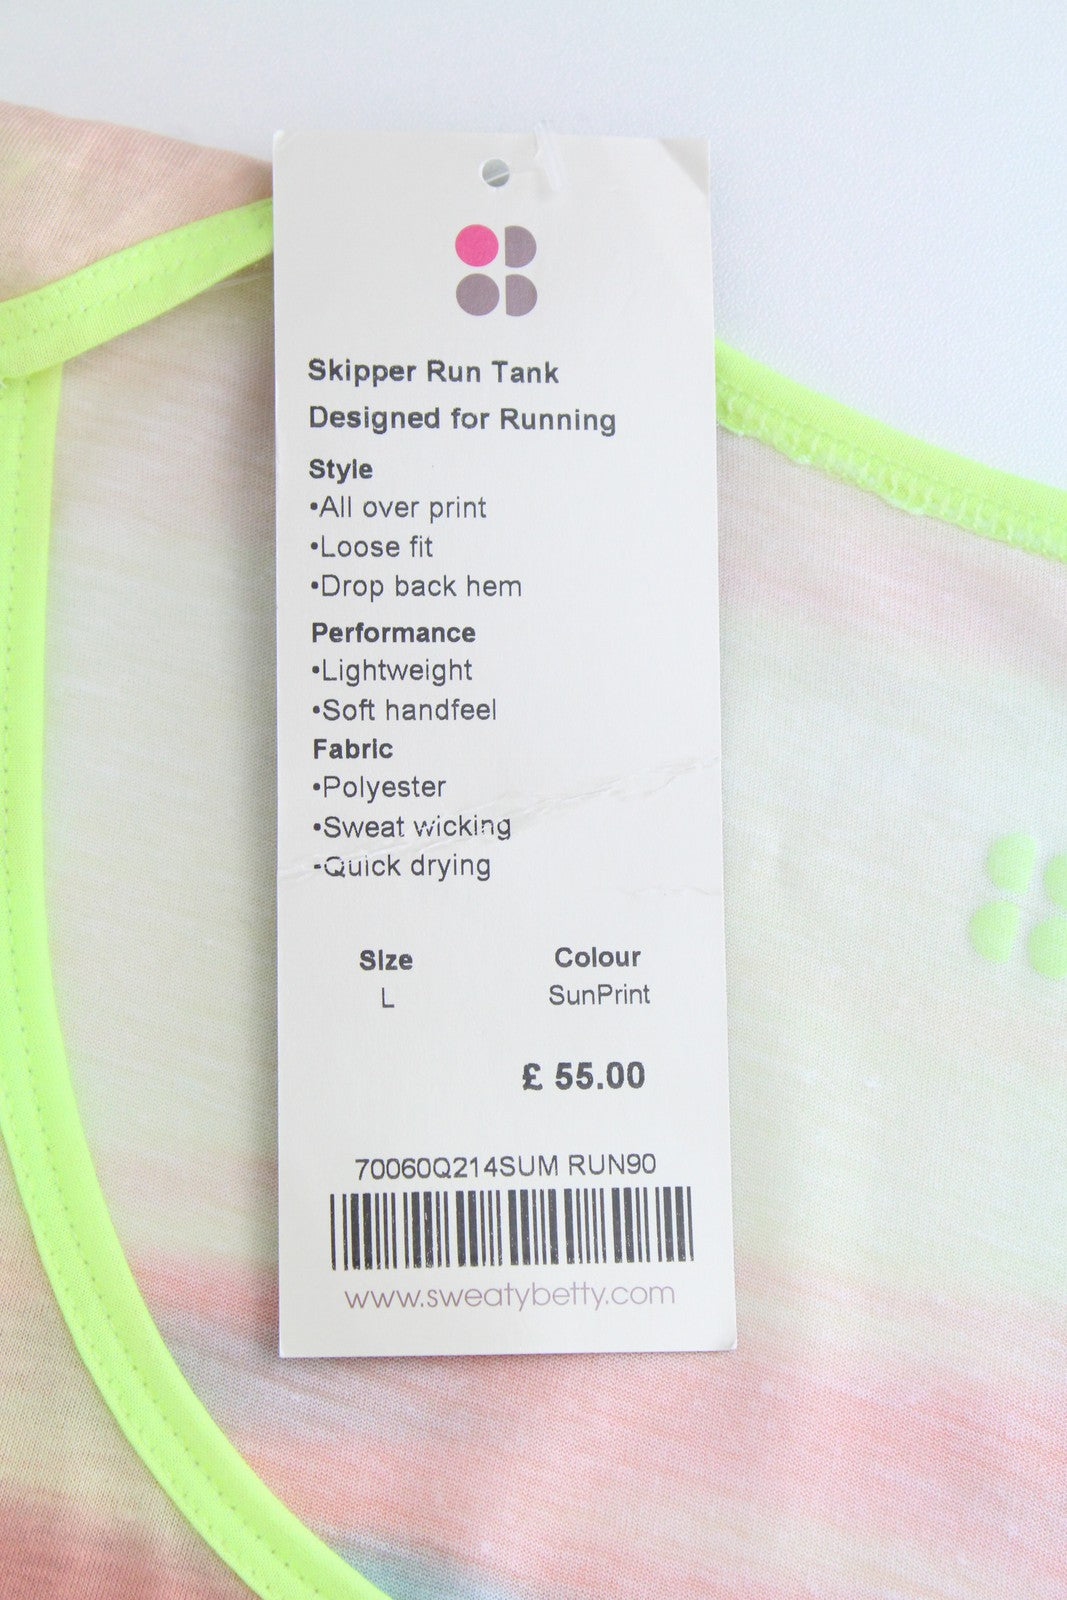 Skipper Run Tank
Designed for Running
Style
•All over print
•Loose fit
•Drop back hem
Performance
•Lightweight
•Soft handfeel
Fabric
•Polyester
•Sweat wicking
•Quick drying
Size Colour
L SunPrint
£ 55.00
70060Q214SUM RUN90
www.sweatybetty.com